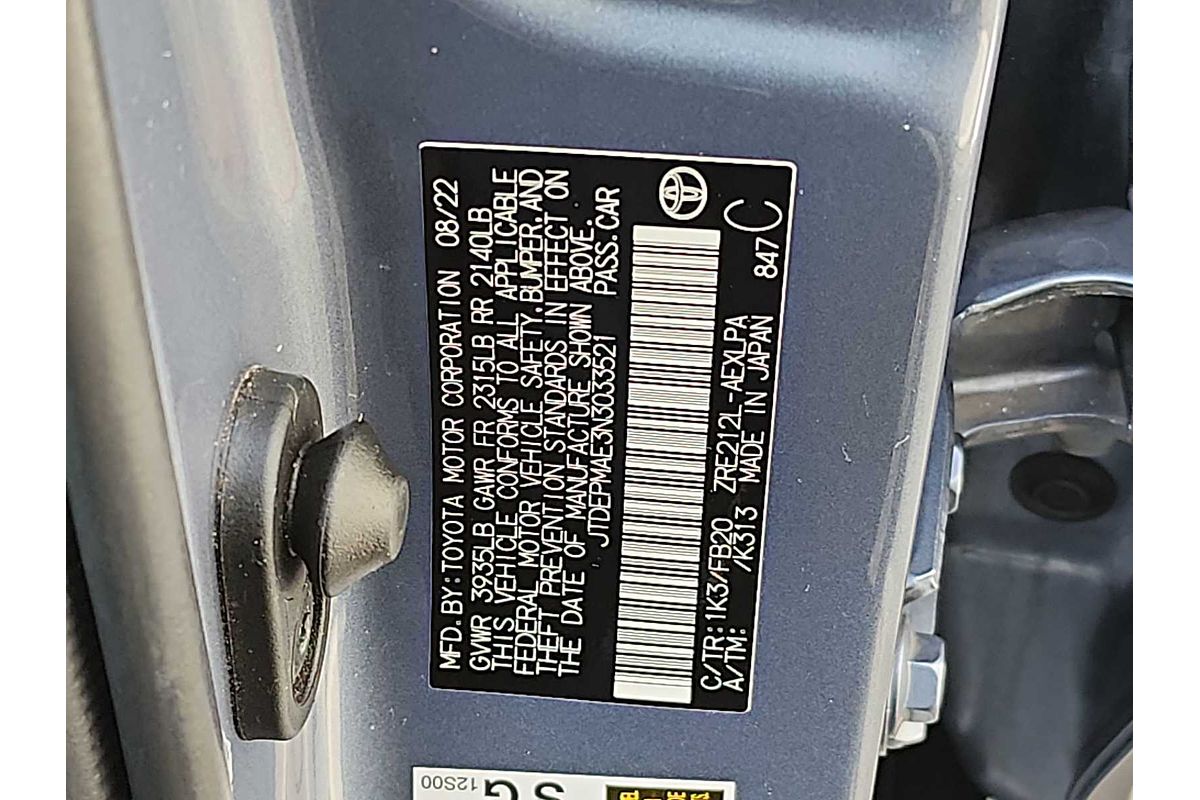 MFD.BY:TOYOTA MOTOR CORPORATION 08/22
GVWR 3935LB GAWR FR 2315LB RR 2140LB
THIS VEHICLE CONFORMS TO ALL APPLICABLE
FEDERAL MOTOR VEHICLE SAFETY,BUMPER,AND
THEFT PREVENTION STANDARDS IN EFFECT ON
THE DATE OF MANUFACTURE SHOWN ABOVE.
JTDEPMAE3N3033521 PASS.CAR
C/TR:1K3/FB20 ZRE212L-AEXLPA
A/TM: /K313 MADE IN JAPAN 847 C
S G
12S00